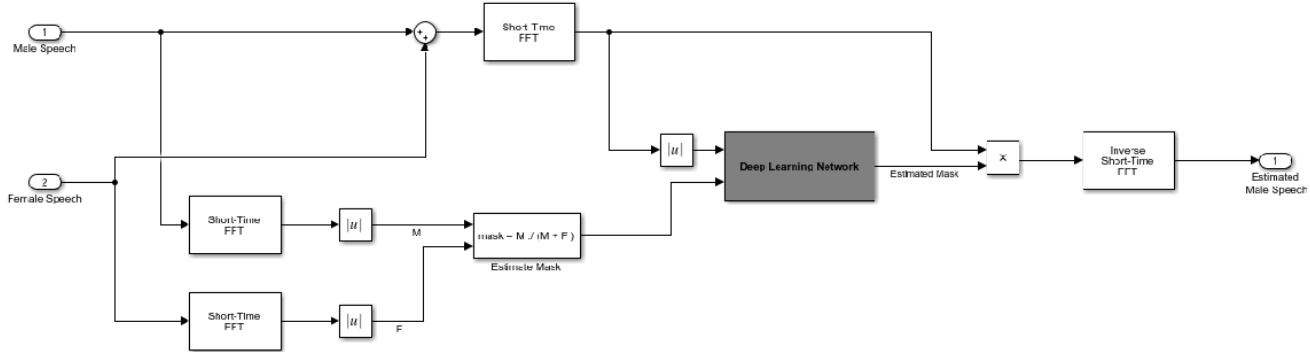 1
Male Speech
+
+
Short-Time
FFT
|u|
Deep Learning Network
Estimated Mask
X
Inverse
Short-Time
FFT
1
Estimated
Male Speech
2
Female Speech
Short-Time
FFT
|u|
M
mask = M ./ (M + F )
Estimate Mask
Short-Time
FFT
|u|
F